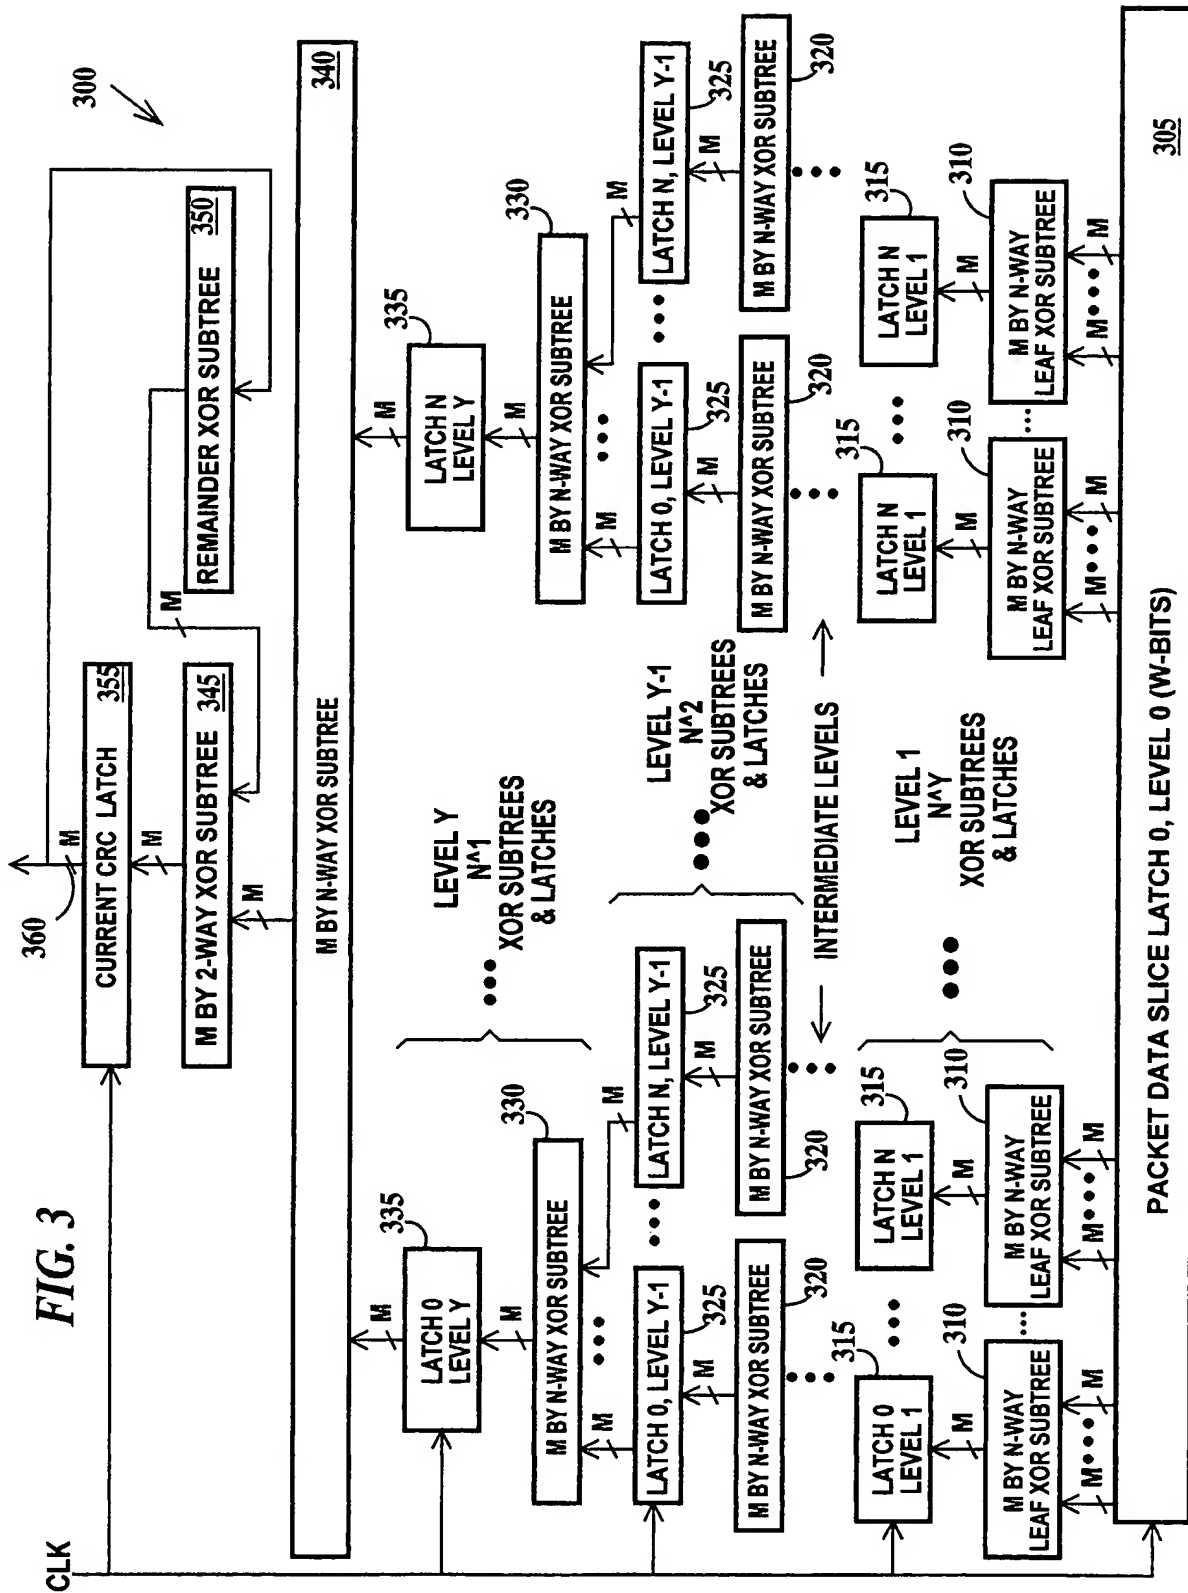 FIG. 3
300
CLK
360
M
CURRENT CRC LATCH 355
M
M BY 2-WAY XOR SUBTREE 345
M
REMAINDER XOR SUBTREE 350
M
M BY N-WAY XOR SUBTREE 340
M
M
LATCH 0
LEVEL Y
335
LATCH N
LEVEL Y
335
M
M
LEVEL Y
N^1
XOR SUBTREES
& LATCHES
M BY N-WAY XOR SUBTREE
330
M BY N-WAY XOR SUBTREE
330
M
M
M
M
LATCH 0, LEVEL Y-1
325
LATCH N, LEVEL Y-1
325
LATCH 0, LEVEL Y-1
325
LATCH N, LEVEL Y-1
325
M
M
M
M
LEVEL Y-1
N^2
XOR SUBTREES
& LATCHES
M BY N-WAY XOR SUBTREE
320
M BY N-WAY XOR SUBTREE
320
M BY N-WAY XOR SUBTREE
320
M BY N-WAY XOR SUBTREE
320
INTERMEDIATE LEVELS
315
LATCH 0
LEVEL 1
315
LATCH N
LEVEL 1
315
LATCH N
LEVEL 1
315
LATCH N
LEVEL 1
M
M
M
M
LEVEL 1
N^Y
XOR SUBTREES
& LATCHES
310
M BY N-WAY
LEAF XOR SUBTREE
310
M BY N-WAY
LEAF XOR SUBTREE
310
M BY N-WAY
LEAF XOR SUBTREE
310
M BY N-WAY
LEAF XOR SUBTREE
M M
M M
M M
M M
PACKET DATA SLICE LATCH 0, LEVEL 0 (W-BITS) 305